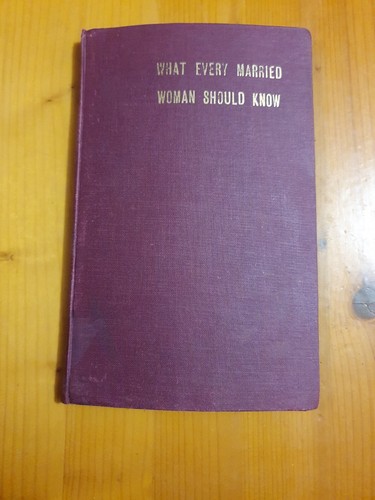 WHAT EVERY MARRIED
WOMAN SHOULD KNOW